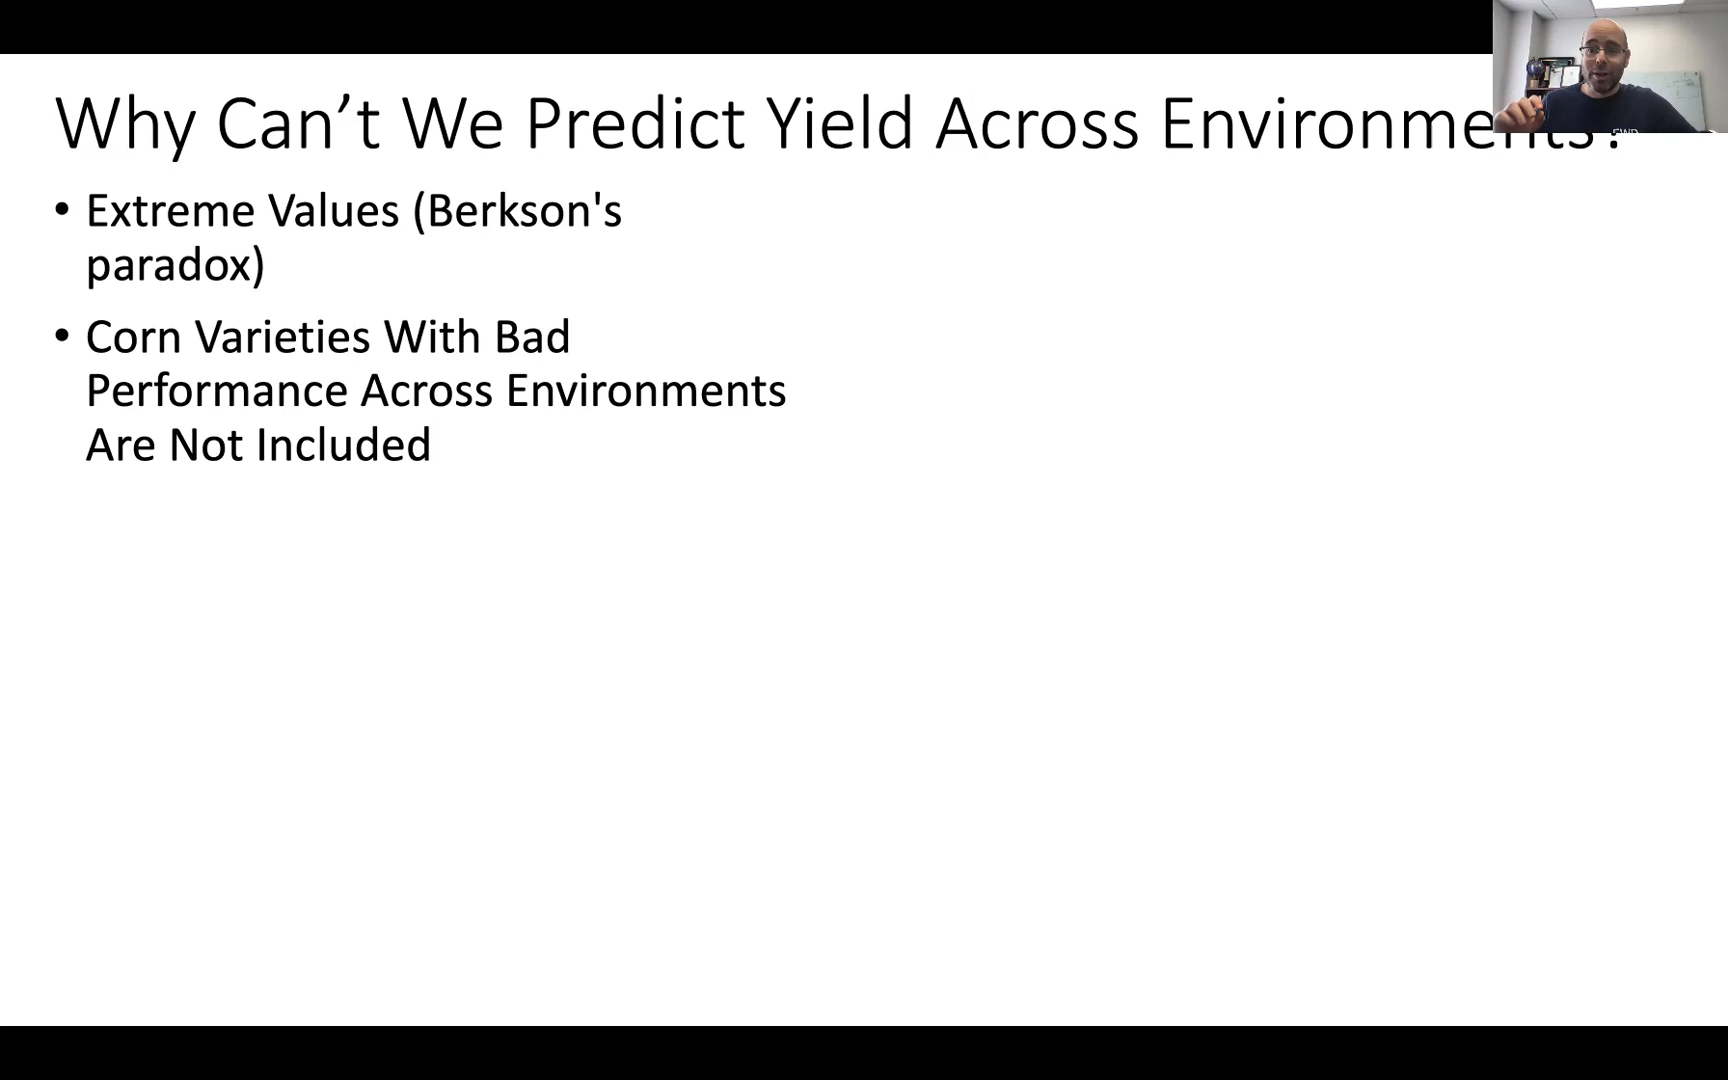 Why Can’t We Predict Yield Across Environments?
• Extreme Values (Berkson's
paradox)
• Corn Varieties With Bad
Performance Across Environments
Are Not Included